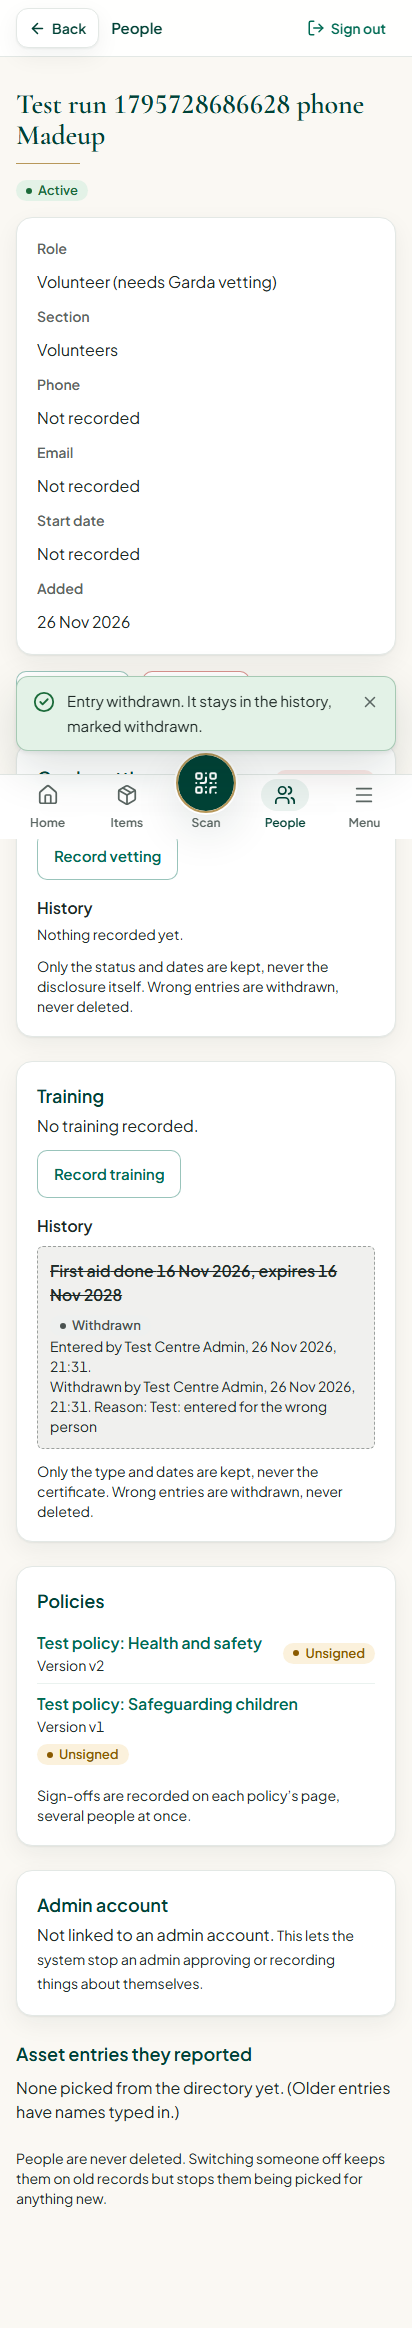 Back
People
Sign out
Test run 1795728686628 phone
Madeup
Active
Role
Volunteer (needs Garda vetting)
Section
Volunteers
Phone
Not recorded
Email
Not recorded
Start date
Not recorded
Added
26 Nov 2026
Entry withdrawn. It stays in the history,
marked withdrawn.
Home
Items
Scan
People
Menu
Record vetting
History
Nothing recorded yet.
Only the status and dates are kept, never the
disclosure itself. Wrong entries are withdrawn,
never deleted.
Training
No training recorded.
Record training
History
First aid done 16 Nov 2026, expires 16
Nov 2028
Withdrawn
Entered by Test Centre Admin, 26 Nov 2026,
21:31.
Withdrawn by Test Centre Admin, 26 Nov 2026,
21:31. Reason: Test: entered for the wrong
person
Only the type and dates are kept, never the
certificate. Wrong entries are withdrawn, never
deleted.
Policies
Test policy: Health and safety
Version v2
Unsigned
Test policy: Safeguarding children
Version v1
Unsigned
Sign-offs are recorded on each policy's page,
several people at once.
Admin account
Not linked to an admin account. This lets the
system stop an admin approving or recording
things about themselves.
Asset entries they reported
None picked from the directory yet. (Older entries
have names typed in.)
People are never deleted. Switching someone off keeps
them on old records but stops them being picked for
anything new.